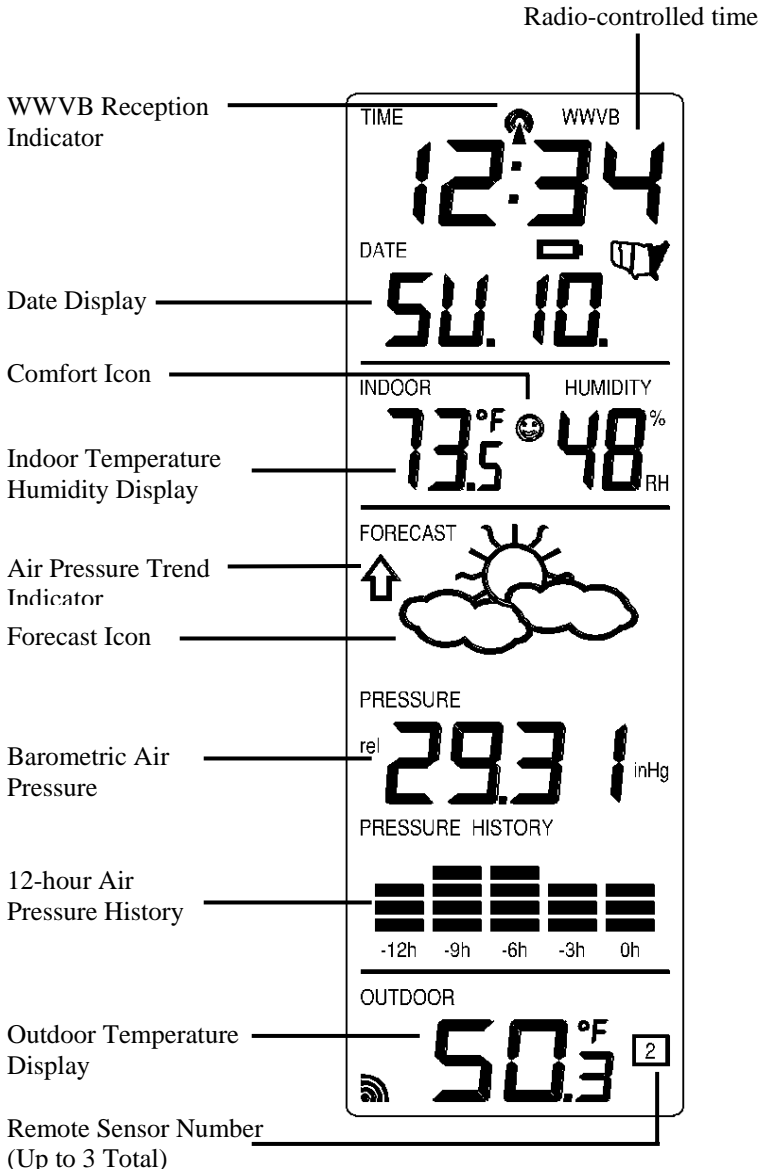 Radio-controlled time
WWVB Reception
Indicator
TIME WWVB
12:34
DATE
Date Display
SU. 10.
Comfort Icon
INDOOR HUMIDITY
73.5 °F 48 % RH
Indoor Temperature
Humidity Display
FORECAST
Air Pressure Trend
Indicator
Forecast Icon
PRESSURE
rel 29.31 inHg
Barometric Air
Pressure
PRESSURE HISTORY
12-hour Air
Pressure History
-12h -9h -6h -3h 0h
OUTDOOR
Outdoor Temperature
Display
50.3 °F 2
Remote Sensor Number
(Up to 3 Total)